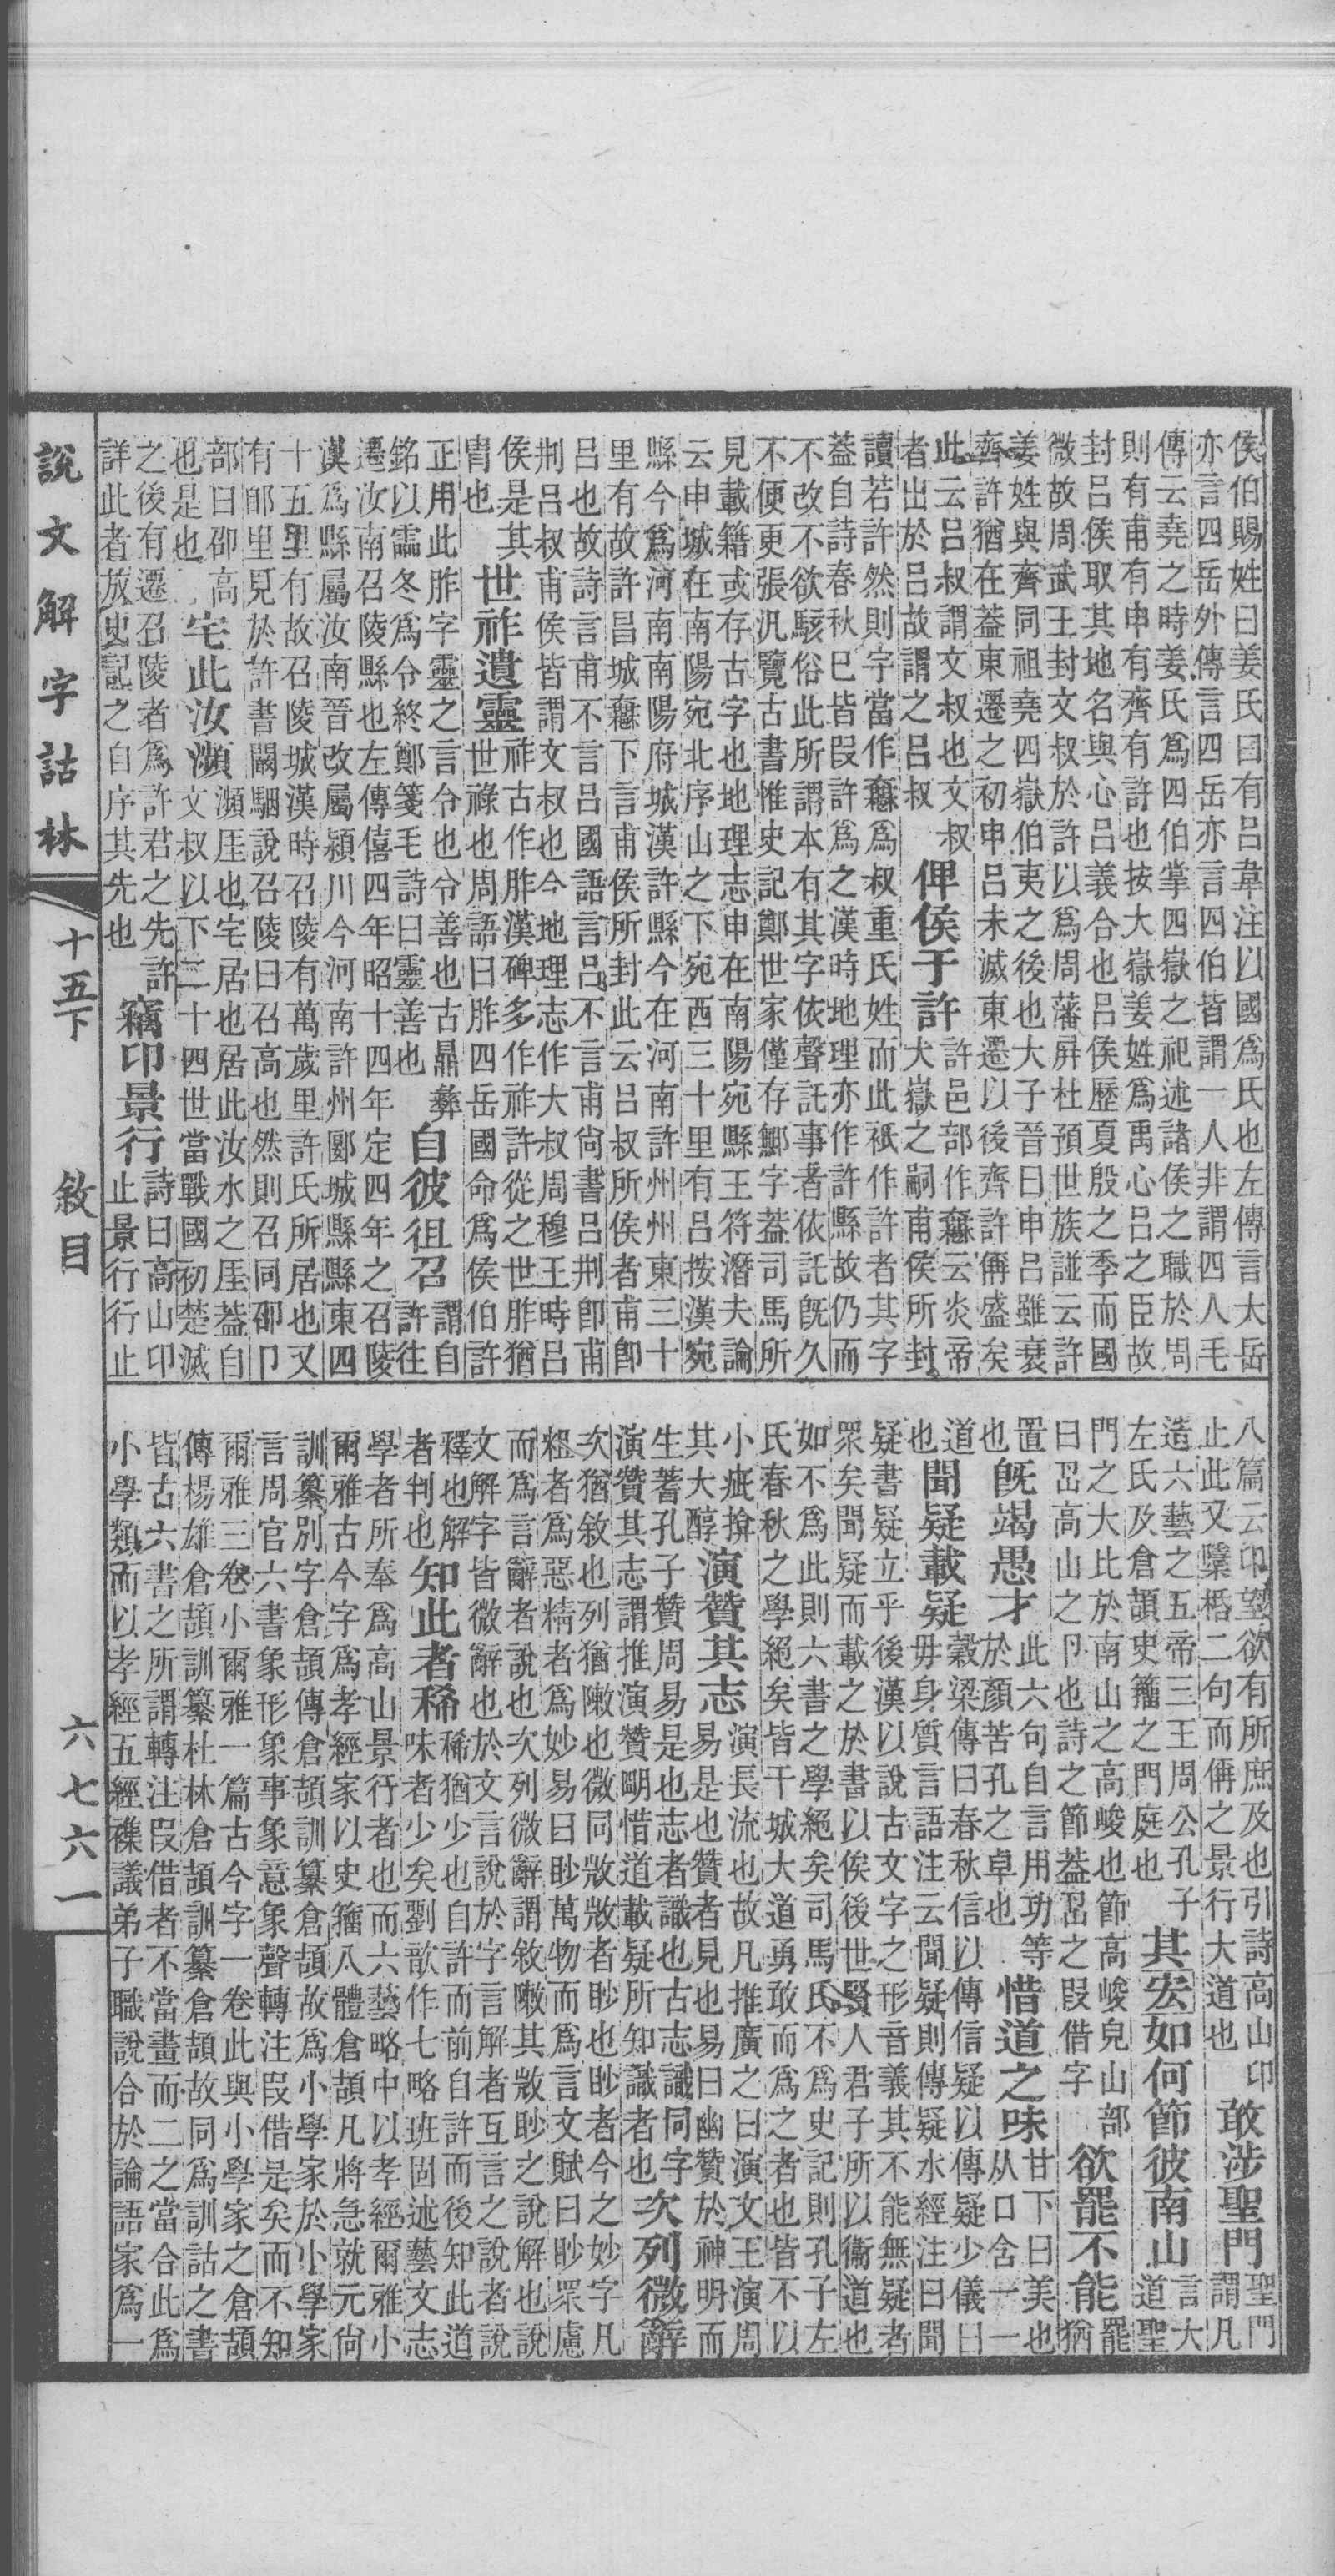 侯伯賜姓曰姜氏曰有呂韋注以國爲氏也左傳言大岳
亦言四岳外傳言四岳亦言四伯皆謂一人非謂四人毛
傳云堯之時姜氏爲四伯掌四嶽之祀述諸侯之職於周
則有甫有申有齊有許也按大嶽姜姓爲禹心呂之臣故
封呂侯取其地名與心呂義合也呂侯歷夏殷之季而國
微故周武王封文叔於許以爲周藩屛杜預世族譜云許
姜姓與齊同祖堯四嶽伯夷之後也大子晉曰申呂雖衰
齊許猶在葢東遷之初申呂未滅東遷以後齊許偁盛矣
此云呂叔謂文叔也文叔
者出於呂故謂之呂叔
俾侯于許
許邑部作鄦云炎帝
大嶽之嗣甫侯所封
讀若許然則字當作鄦爲叔重氏姓而此衹作許者其字
葢自詩春秋巳皆叚許爲之漢時地理亦作許縣故仍而
不改不欲駭俗此所謂本有其字依聲託事者依託旣久
不便更張汎覽古書惟史記鄭世家僅存鄦字葢司馬所
見載籍或存古字也地理志申在南陽宛縣王符潛夫論
云申城在南陽宛北序山之下宛西三十里有呂按漢宛
縣今爲河南南陽府城漢許縣今在河南許州州東三十
里有故許昌城鄦下言甫侯所封此云呂叔所侯者甫卽
呂也故詩言甫不言呂國語言呂不言甫尙書呂荆卽甫
荆呂叔甫侯皆謂文叔也今地理志作大叔周穆王時呂
侯是其
冑也
世祚遺靈
祚古作胙漢碑多作祚許從之世胙猶
世祿也周語曰胙四岳國命爲侯伯許
正用此胙字靈之言令也令善也古鼎彝
銘以霝冬爲令終鄭箋毛詩曰靈善也
自彼徂召
謂自
許往
遷汝南召陵縣也左傳僖四年昭十四年定四年之召陵
漢爲縣屬汝南晉改屬潁川今河南許州郾城縣縣東四
十五里有故召陵城漢時召陵有萬歲里許氏所居也又
有郋里見於許書闞駰說召陵曰召高也然則召同卲卩
部曰卲高
也是也
宅此汝瀕
瀕厓也宅居也居此汝水之厓葢自
文叔以下二十四世當戰國初楚滅
之後有遷召陵者爲許君之先許
詳此者放史記之自序其先也
竊卬景行
詩曰高山卬
止景行行止
八篇云卬望欲有所庶及也引詩高山卬
止此又檃桰二句而偁之景行大道也
敢涉聖門
聖門
謂凡
造六藝之五帝三王周公孔子
左氏及倉頡史籒之門庭也
其宏如何節彼南山
言大
道聖
門之大比於南山之高峻也節高峻皃山部
曰岊高山之卪也詩之節葢岊之叚借字
欲罷不能
罷
猶
置
也
旣竭愚才
此六句自言用功等
於顏苦孔之卓也
惜道之味
甘下曰美也
从口含一一
道
也
聞疑載疑
穀梁傳曰春秋信以傳信疑以傳疑少儀曰
毋身質言語注云聞疑則傳疑水經注曰聞
疑書疑立乎後漢以說古文字之形音義其不能無疑者
眾矣聞疑而載之於書以俟後世賢人君子所以衞道也
如不爲此則六書之學絕矣司馬氏不爲史記則孔子左
氏春秋之學絕矣皆干城大道勇敢而爲之者也皆不以
小疵揜
其大醇
演贊其志
演長流也故凡推廣之曰演文王演周
易是也贊者見也易曰幽贊於神明而
生蓍孔子贊周易是也志者識也古志識同字
演贊其志謂推演贊朙惜道載疑所知識者也
次列微辭
次猶敘也列猶敶也微同敳敳者眇也眇者今之妙字凡
粗者爲惡精者爲妙易曰眇萬物而爲言文賦曰眇眾慮
而爲言辭者說也次列微辭謂敘敶其敳眇之說解也說
文解字皆微辭也於文言說於字言解者互言之說者說
釋也解
者判也
知此者稀
稀猶少也自許而前自許而後知此道
味者少矣劉歆作七略班固述藝文志
學者所奉爲高山景行者也而六藝略中以孝經爾雅小
爾雅古今字爲孝經家以史籒八體倉頡凡將急就元尙
訓纂別字倉頡傳倉頡訓纂倉頡故爲小學家於小學家
言周官六書象形象事象意象聲轉注叚借是矣而不知
爾雅三卷小爾雅一篇古今字一卷此與小學家之倉頡
傳楊雄倉頡訓纂杜林倉頡訓纂倉頡故同爲訓詁之書
皆古六書之所謂轉注叚借者不當畫而二之當合此爲
小學類而以孝經五經襍議弟子職說合於論語家爲一
說文解字詁林
十五下
敘目
六七六一